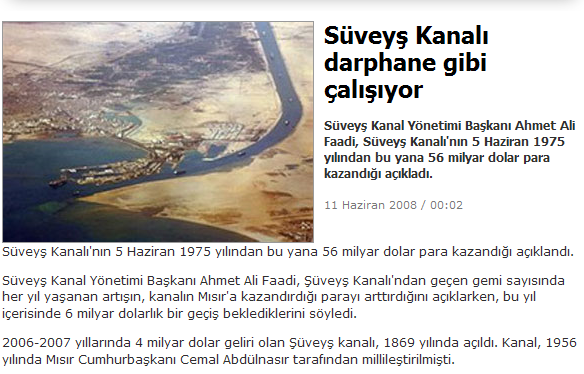 Süveyş Kanalı
darphane gibi
çalışıyor
Süveyş Kanal Yönetimi Başkanı Ahmet Ali
Faadi, Süveyş Kanalı'nın 5 Haziran 1975
yılından bu yana 56 milyar dolar para
kazandığı açıkladı.
11 Haziran 2008 / 00:02
Süveyş Kanalı'nın 5 Haziran 1975 yılından bu yana 56 milyar dolar para kazandığı açıklandı.
Süveyş Kanal Yönetimi Başkanı Ahmet Ali Faadi, Şüveyş Kanalı'ndan geçen gemi sayısında
her yıl yaşanan artışın, kanalın Mısır'a kazandırdığı parayı arttırdığını açıklarken, bu yıl
içerisinde 6 milyar dolarlık bir geçiş beklediklerini söyledi.
2006-2007 yıllarında 4 milyar dolar geliri olan Şüveyş kanalı, 1869 yılında açıldı. Kanal, 1956
yılında Mısır Cumhurbaşkanı Cemal Abdülnasır tarafından millileştirilmişti.